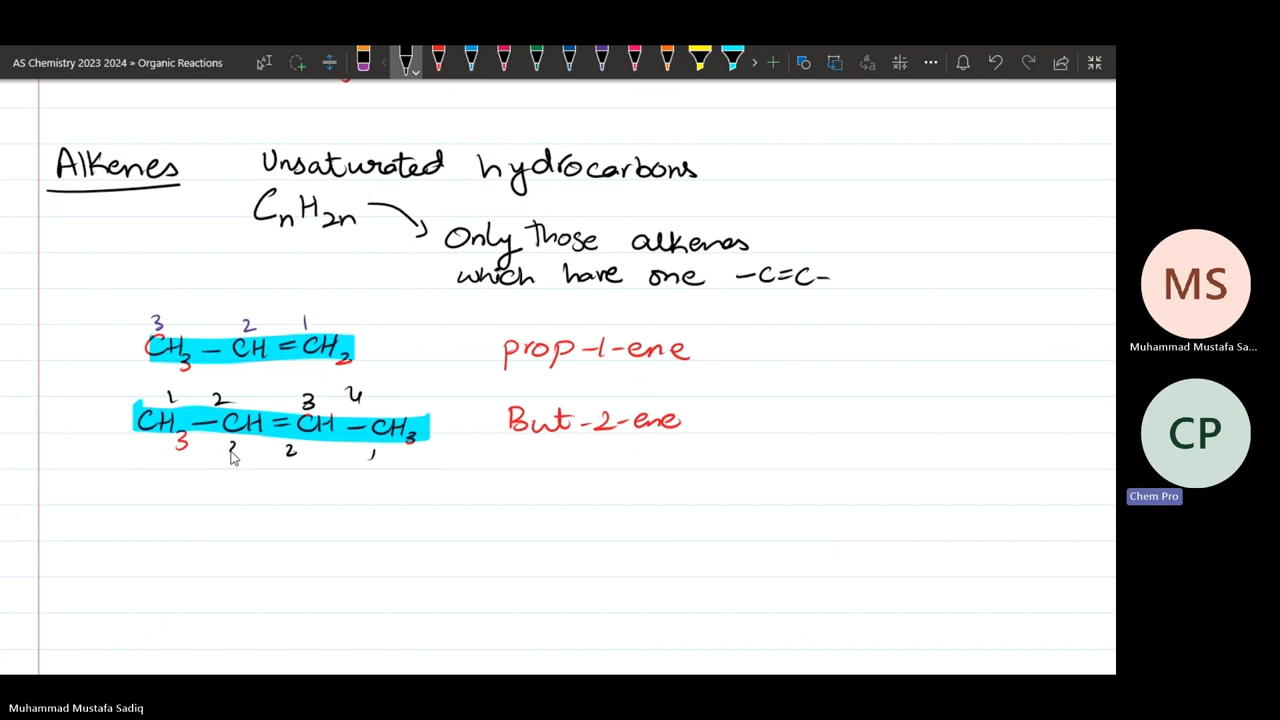 AS Chemistry 2023 2024 » Organic Reactions
Alkenes Unsaturated hydrocarbons
CnH2n
Only those alkenes
which have one -C=C-
3 2 1
CH3 - CH = CH2 prop-1-ene
1 2 3 4
CH3 - CH = CH - CH3 But-2-ene
3 2 1
MS
Muhammad Mustafa Sa...
CP
Chem Pro
Muhammad Mustafa Sadiq